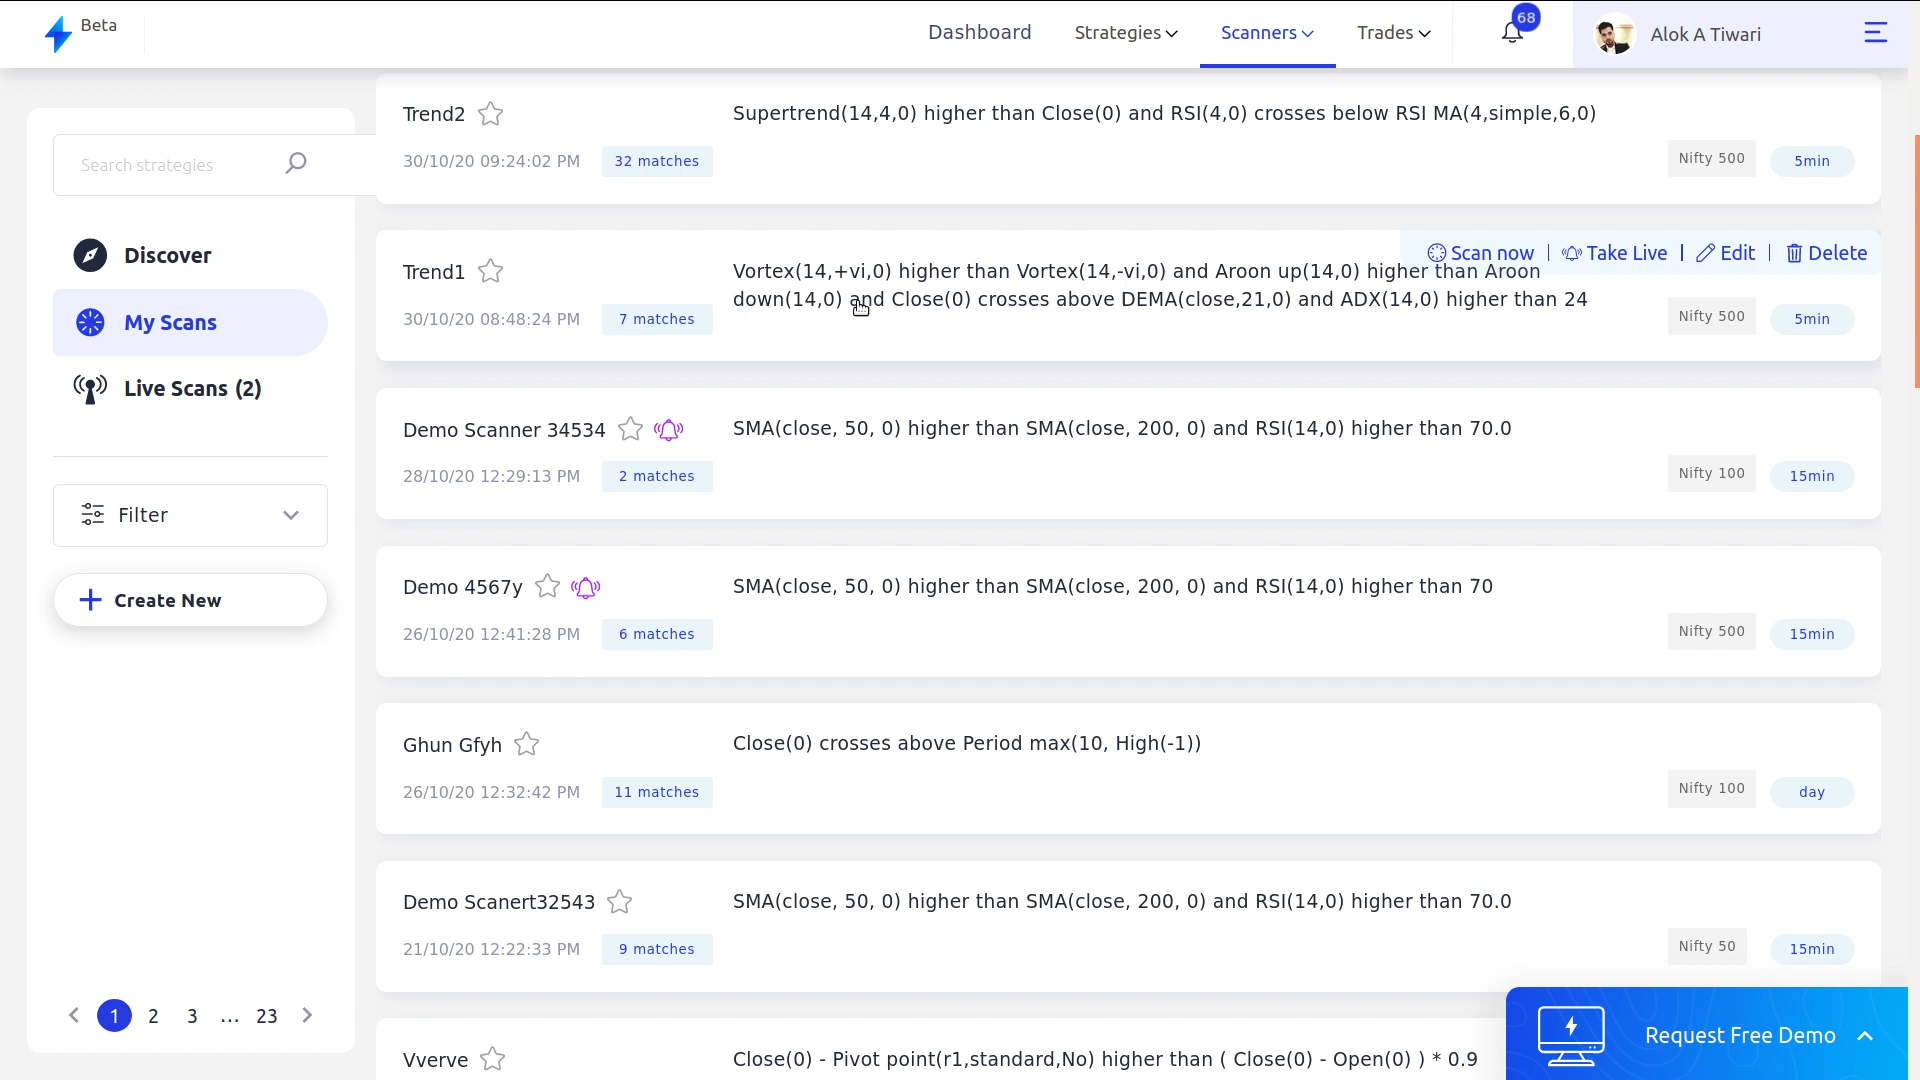 Beta
Dashboard
Strategies
Scanners
Trades
68
Alok A Tiwari
Search strategies
Discover
My Scans
Live Scans (2)
Filter
Create New
1 2 3 ... 23
Trend2
Supertrend(14,4,0) higher than Close(0) and RSI(4,0) crosses below RSI MA(4,simple,6,0)
30/10/20 09:24:02 PM
32 matches
Nifty 500
5min
Scan now | Take Live | Edit | Delete
Trend1
Vortex(14,+vi,0) higher than Vortex(14,-vi,0) and Aroon up(14,0) higher than Aroon
down(14,0) and Close(0) crosses above DEMA(close,21,0) and ADX(14,0) higher than 24
30/10/20 08:48:24 PM
7 matches
Nifty 500
5min
Demo Scanner 34534
SMA(close, 50, 0) higher than SMA(close, 200, 0) and RSI(14,0) higher than 70.0
28/10/20 12:29:13 PM
2 matches
Nifty 100
15min
Demo 4567y
SMA(close, 50, 0) higher than SMA(close, 200, 0) and RSI(14,0) higher than 70
26/10/20 12:41:28 PM
6 matches
Nifty 500
15min
Ghun Gfyh
Close(0) crosses above Period max(10, High(-1))
26/10/20 12:32:42 PM
11 matches
Nifty 100
day
Demo Scanert32543
SMA(close, 50, 0) higher than SMA(close, 200, 0) and RSI(14,0) higher than 70.0
21/10/20 12:22:33 PM
9 matches
Nifty 50
15min
Vverve
Close(0) - Pivot point(r1,standard,No) higher than ( Close(0) - Open(0) ) * 0.9
Request Free Demo